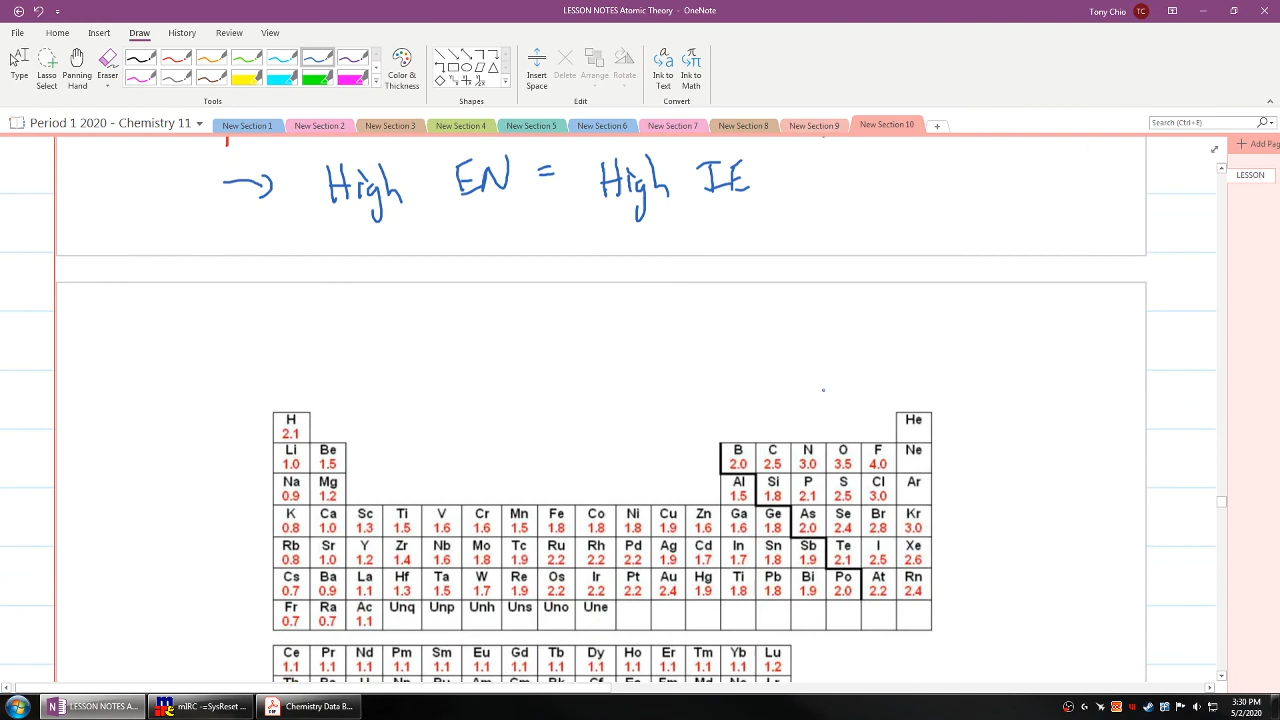 LESSON NOTES Atomic Theory - OneNote
Tony Chio TC
File Home Insert Draw History Review View
Type Lasso Select Panning Hand Eraser Color & Thickness Insert Space Delete Arrange Rotate Ink to Text Ink to Math
Tools Shapes Edit Convert
Period 1 2020 - Chemistry 11 New Section 1 New Section 2 New Section 3 New Section 4 New Section 5 New Section 6 New Section 7 New Section 8 New Section 9 New Section 10 + Search (Ctrl+E)
+ Add Pag
LESSON
→ High EN = High IE
H He
2.1
Li Be B C N O F Ne
1.0 1.5 2.0 2.5 3.0 3.5 4.0
Na Mg Al Si P S Cl Ar
0.9 1.2 1.5 1.8 2.1 2.5 3.0
K Ca Sc Ti V Cr Mn Fe Co Ni Cu Zn Ga Ge As Se Br Kr
0.8 1.0 1.3 1.5 1.6 1.6 1.5 1.8 1.8 1.8 1.9 1.6 1.6 1.8 2.0 2.4 2.8 3.0
Rb Sr Y Zr Nb Mo Tc Ru Rh Pd Ag Cd In Sn Sb Te I Xe
0.8 1.0 1.2 1.4 1.6 1.8 1.9 2.2 2.2 2.2 1.9 1.7 1.7 1.8 1.9 2.1 2.5 2.6
Cs Ba La Hf Ta W Re Os Ir Pt Au Hg Ti Pb Bi Po At Rn
0.7 0.9 1.1 1.3 1.5 1.7 1.9 2.2 2.2 2.2 2.4 1.9 1.8 1.8 1.9 2.0 2.2 2.4
Fr Ra Ac Unq Unp Unh Uns Uno Une
0.7 0.7 1.1
Ce Pr Nd Pm Sm Eu Gd Tb Dy Ho Er Tm Yb Lu
1.1 1.1 1.1 1.1 1.1 1.1 1.1 1.1 1.1 1.1 1.1 1.1 1.1 1.2
LESSON NOTES Ato... mIRC -=SysReset ... Chemistry Data B...
3:30 PM
5/2/2020